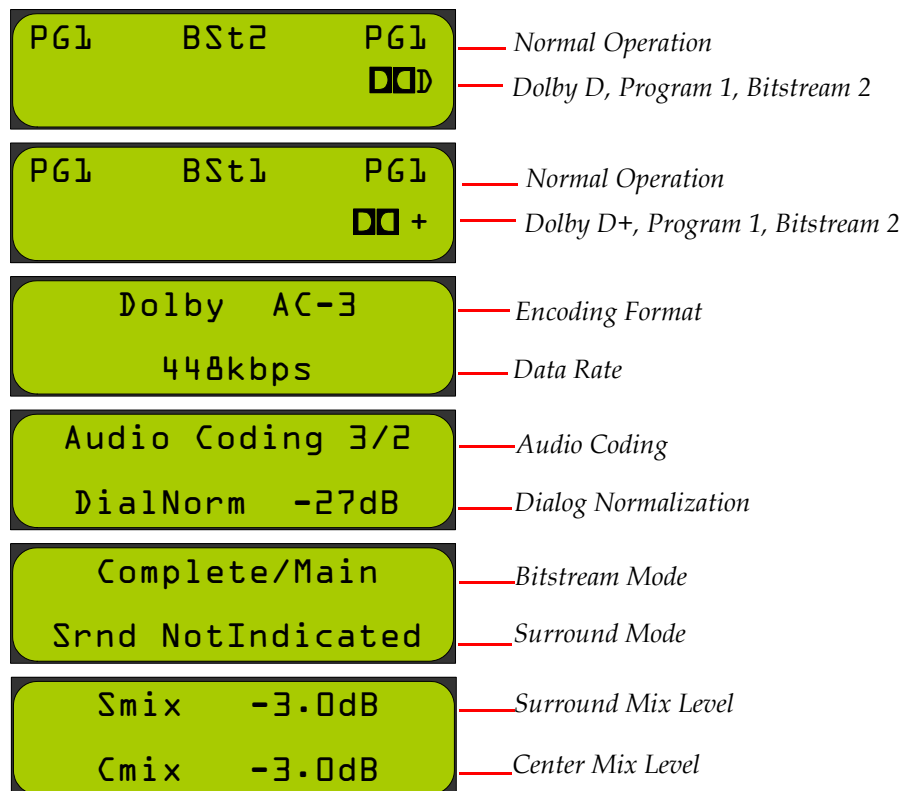 PG1 BSt2 PG1 Normal Operation
D Dolby D, Program 1, Bitstream 2
PG1 BSt1 PG1 Normal Operation
+ Dolby D+, Program 1, Bitstream 2
Dolby AC-3 Encoding Format
448kbps Data Rate
Audio Coding 3/2 Audio Coding
DialNorm -27dB Dialog Normalization
Complete/Main Bitstream Mode
Srnd NotIndicated Surround Mode
Smix -3.0dB Surround Mix Level
Cmix -3.0dB Center Mix Level